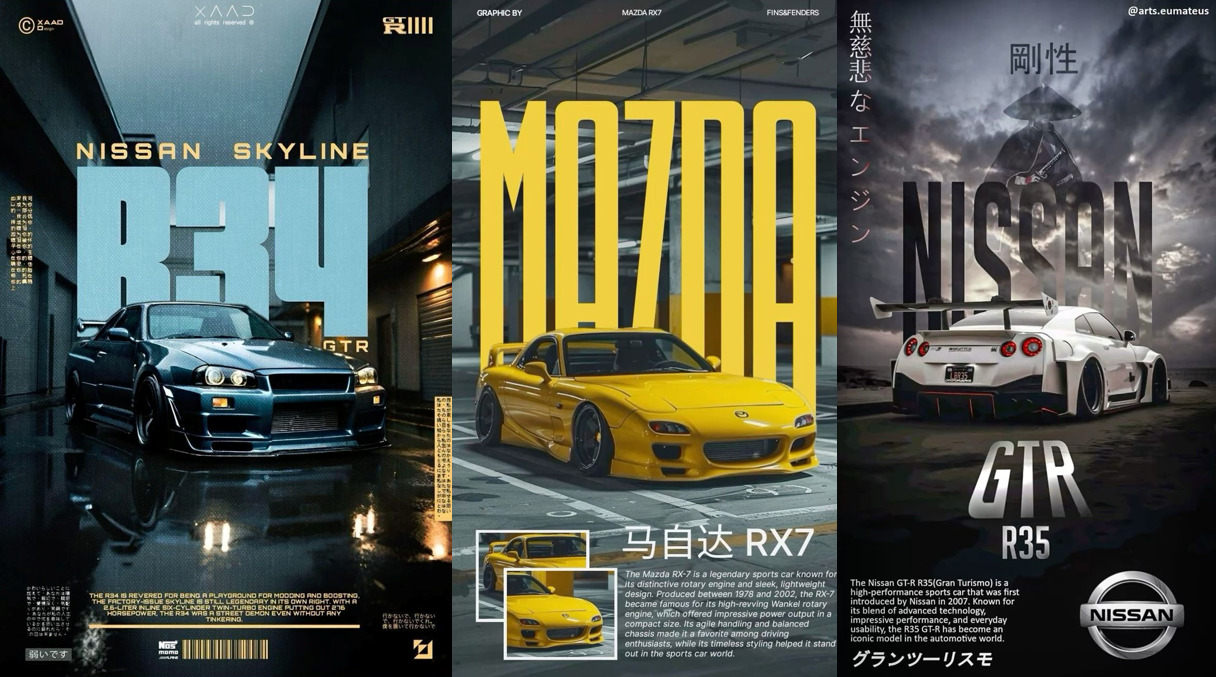 XAAD
design
XAAD
all rights reserved ®
GTR
NISSAN SKYLINE
R34
GTR
THE R34 IS REVERED FOR BEING A PLAYGROUND FOR MODDING AND BOOSTING.
THE FACTORY-ISSUE SKYLINE IS STILL LEGENDARY IN ITS OWN RIGHT. WITH A
2.6-LITER INLINE SIX-CYLINDER TWIN-TURBO ENGINE PUTTING OUT 276
HORSEPOWER, THE R34 WAS A STREET DEMON EVEN WITHOUT ANY
TINKERING.
弱いです
NOS
momo
GRAPHIC BY
MAZDA RX7
FINS&FENDERS
MAZDA
马自达 RX7
The Mazda RX-7 is a legendary sports car known for
its distinctive rotary engine and sleek, lightweight
design. Produced between 1978 and 2002, the RX-7
became famous for its high-revving Wankel rotary
engine, which offered impressive power output in a
compact size. Its agile handling and balanced
chassis made it a favorite among driving
enthusiasts, while its timeless styling helped it stand
out in the sports car world.
@arts.eumateus
無慈悲なエンジン
剛性
NISSAN
GTR
R35
The Nissan GT-R R35(Gran Turismo) is a
high-performance sports car that was first
introduced by Nissan in 2007. Known for
its blend of advanced technology,
impressive performance, and everyday
usability, the R35 GT-R has become an
iconic model in the automotive world.
グランツーリスモ
NISSAN